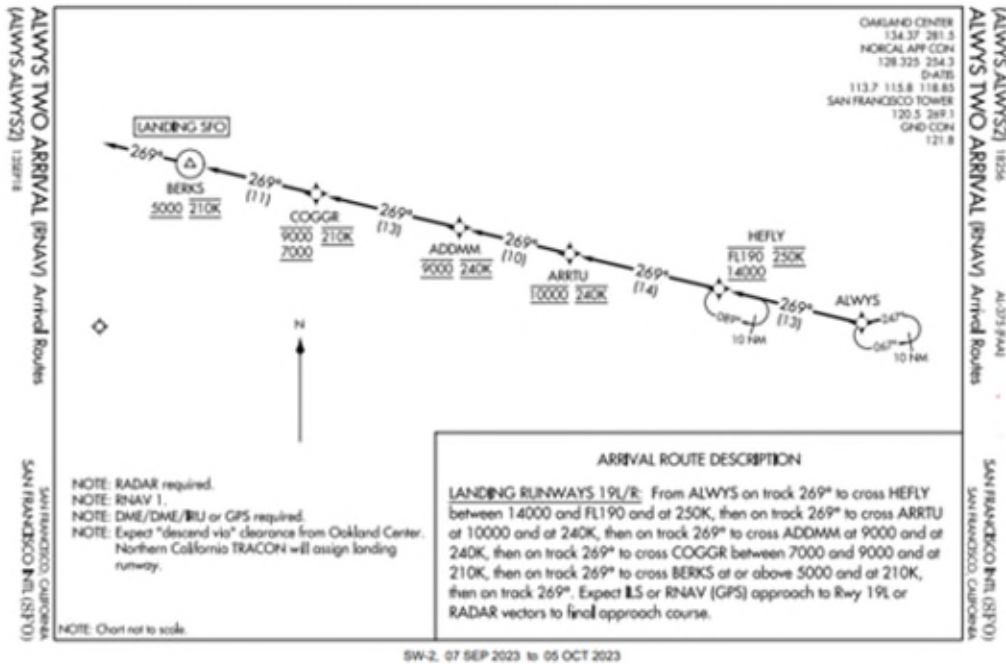 (ALWYS.ALWYS2) 18256
ALWYS TWO ARRIVAL (RNAV) Arrival Routes
AL-375 (FAA)
SAN FRANCISCO INTL (SFO)
SAN FRANCISCO, CALIFORNIA
OAKLAND CENTER
134.37 281.5
NORCAL APP CON
128.325 254.3
D-ATIS
113.7 115.8 118.85
SAN FRANCISCO TOWER
120.5 269.1
GND CON
121.8
LANDING SFO
269°
BERKS
5000 210K
269°
(11)
COGGR
9000 210K
7000
269°
(13)
ADDMM
9000 240K
269°
(10)
ARRTU
10000 240K
269°
(14)
HEFLY
FL190 250K
14000
089°
10 NM
269°
(13)
ALWYS
247°
067°
10 NM
N
NOTE: RADAR required.
NOTE: RNAV 1.
NOTE: DME/DME/IRU or GPS required.
NOTE: Expect "descend via" clearance from Oakland Center.
Northern California TRACON will assign landing
runway.
NOTE: Chart not to scale.
ARRIVAL ROUTE DESCRIPTION
LANDING RUNWAYS 19L/R: From ALWYS on track 269° to cross HEFLY
between 14000 and FL190 and at 250K, then on track 269° to cross ARRTU
at 10000 and at 240K, then on track 269° to cross ADDMM at 9000 and at
240K, then on track 269° to cross COGGR between 7000 and 9000 and at
210K, then on track 269° to cross BERKS at or above 5000 and at 210K,
then on track 269°. Expect ILS or RNAV (GPS) approach to Rwy 19L or
RADAR vectors to final approach course.
ALWYS TWO ARRIVAL (RNAV) Arrival Routes
(ALWYS.ALWYS2) 13SEP18
SAN FRANCISCO, CALIFORNIA
SAN FRANCISCO INTL (SFO)
SW-2, 07 SEP 2023 to 05 OCT 2023